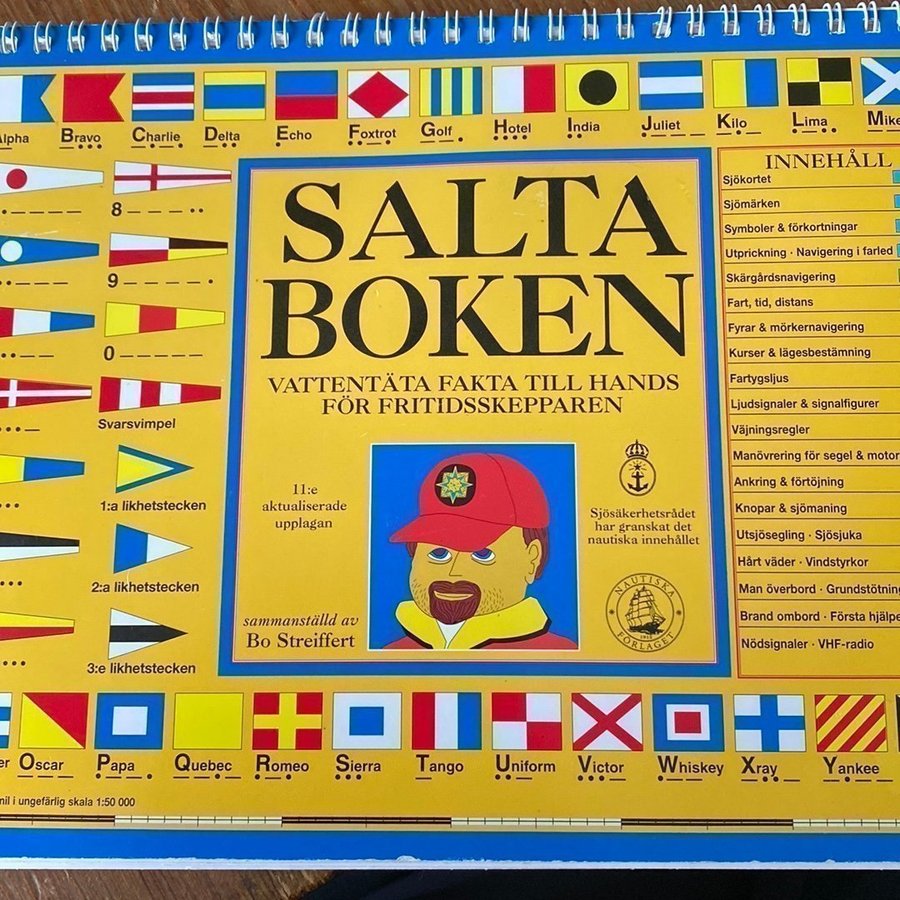 Alpha Bravo Charlie Delta Echo Foxtrot Golf Hotel India Juliet Kilo Lima Mike
SALTA
BOKEN
VATTENTÄTA FAKTA TILL HANDS
FÖR FRITIDSSKEPPAREN
11:e
aktualiserade
upplagan
Sjösäkerhetsrådet
har granskat det
nautiska innehållet
sammanställd av
Bo Streiffert
NAUTISKA
FÖRLAGET
8
9
0
Svarsvimpel
1:a likhetstecken
2:a likhetstecken
3:e likhetstecken
INNEHÅLL
Sjökortet
Sjömärken
Symboler & förkortningar
Utprickning · Navigering i farled
Skärgårdsnavigering
Fart, tid, distans
Fyrar & mörkernavigering
Kurser & lägesbestämning
Fartygsljus
Ljudsignaler & signalfigurer
Väjningsregler
Manövrering för segel & motor
Ankring & förtöjning
Knopar & sjömaning
Utsjösegling · Sjösjuka
Hårt väder · Vindstyrkor
Man överbord · Grundstötning
Brand ombord · Första hjälpe
Nödsignaler · VHF-radio
er Oscar Papa Quebec Romeo Sierra Tango Uniform Victor Whiskey Xray Yankee
mil i ungefärlig skala 1:50 000